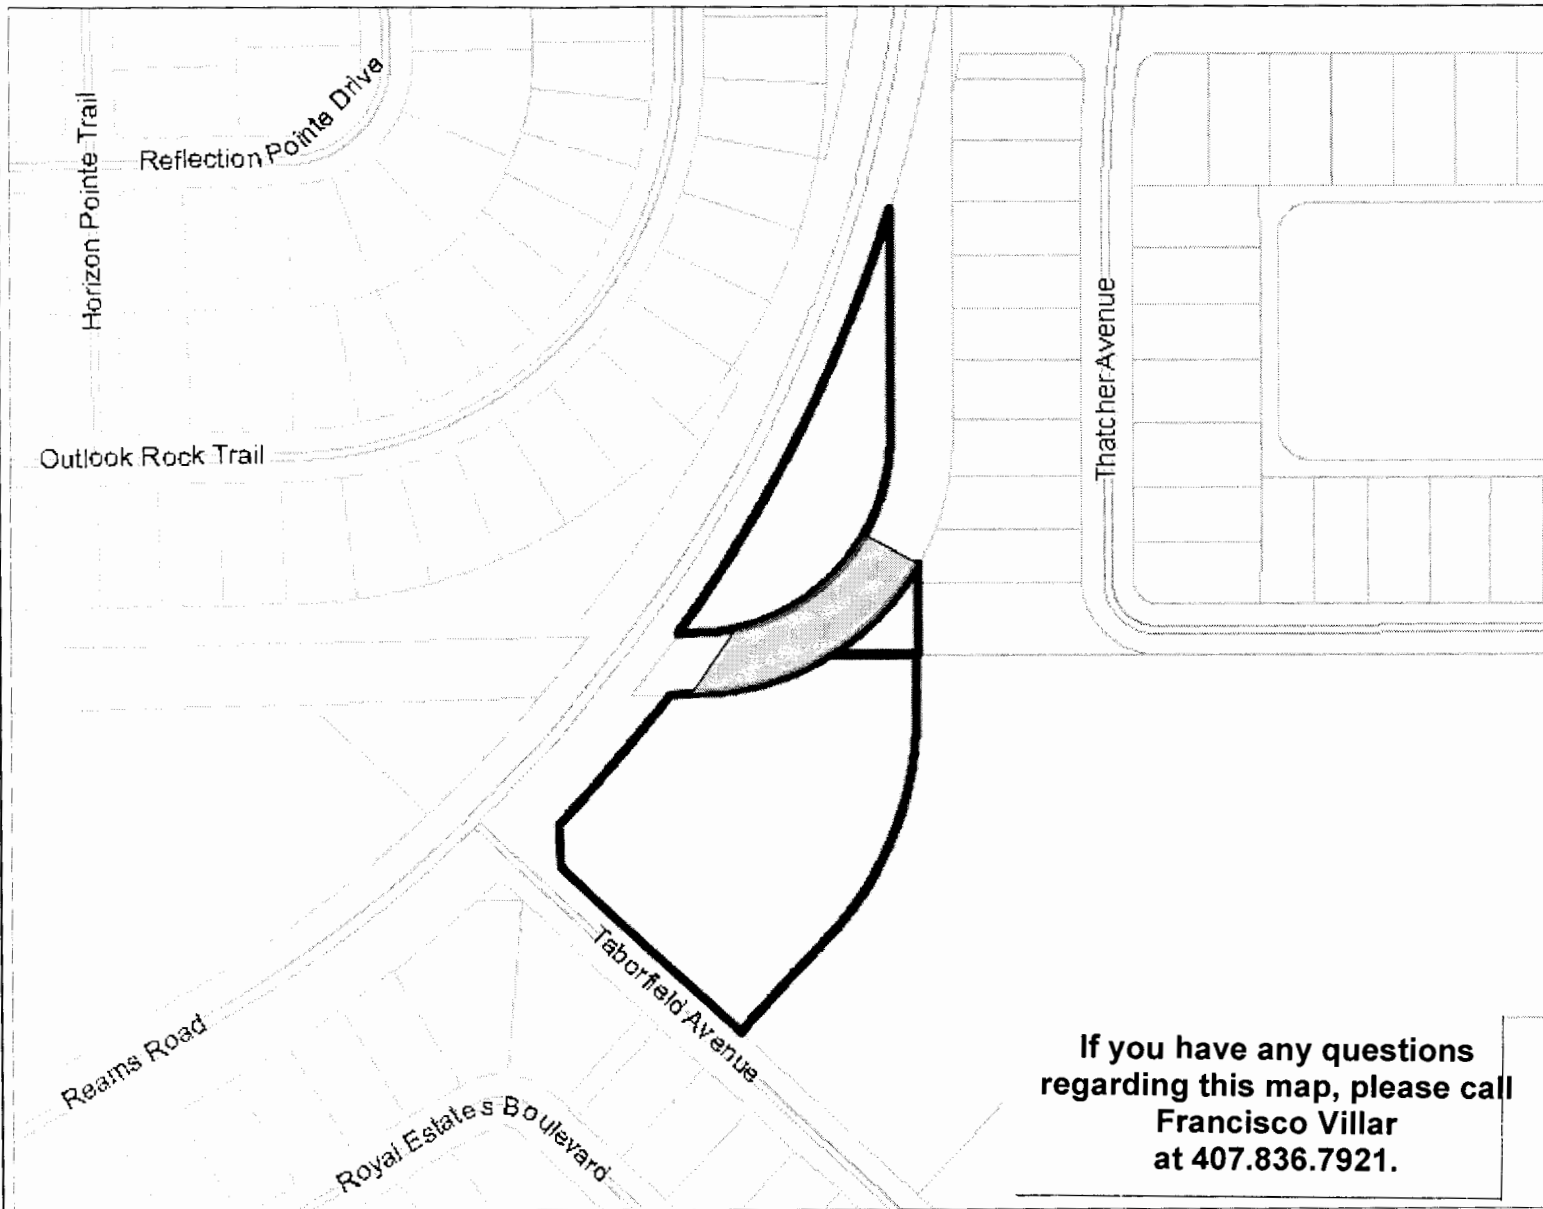 Reflection Pointe Drive
Horizon Pointe Trail
Outlook Rock Trail
Thatcher Avenue
Taborfield Avenue
Reams Road
Royal Estates Boulevard
If you have any questions
regarding this map, please call
Francisco Villar
at 407.836.7921.